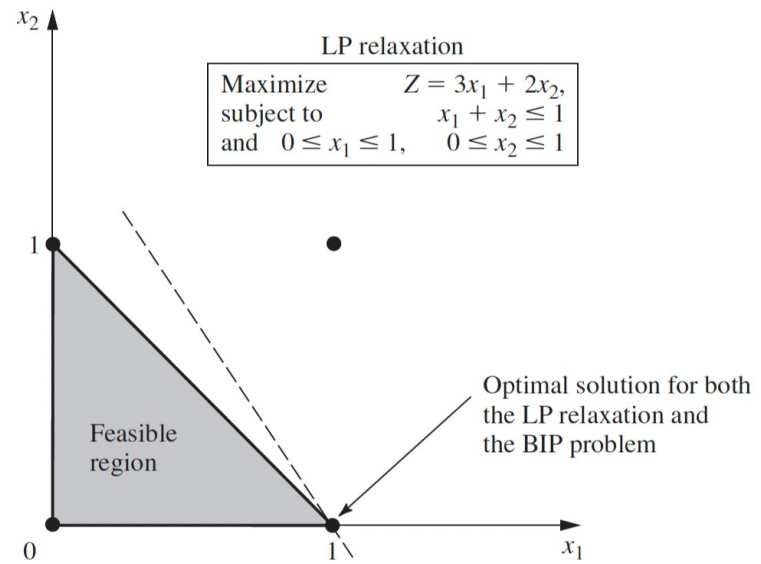 x₂
LP relaxation
Maximize Z = 3x₁ + 2x₂,
subject to x₁ + x₂ ≤ 1
and 0 ≤ x₁ ≤ 1, 0 ≤ x₂ ≤ 1
1
Optimal solution for both
the LP relaxation and
the BIP problem
Feasible
region
0
1
x₁